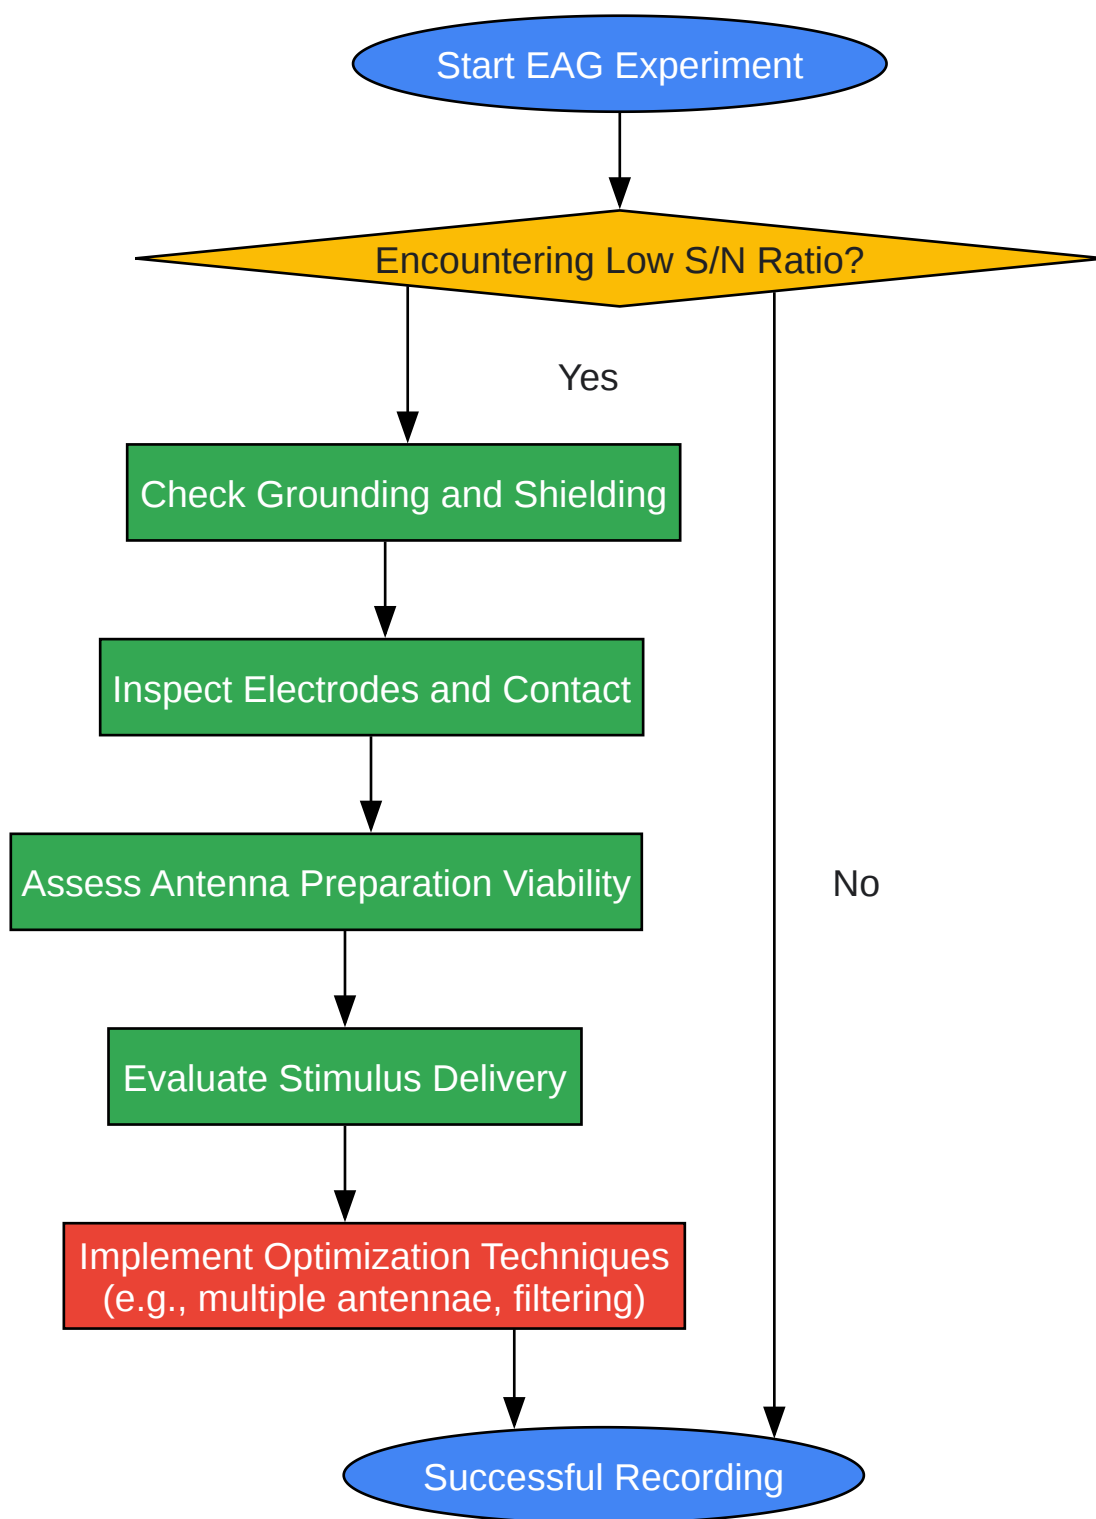 Start EAG Experiment
Encountering Low S/N Ratio?
Yes
Check Grounding and Shielding
Inspect Electrodes and Contact
Assess Antenna Preparation Viability
No
Evaluate Stimulus Delivery
Implement Optimization Techniques
(e.g., multiple antennae, filtering)
Successful Recording